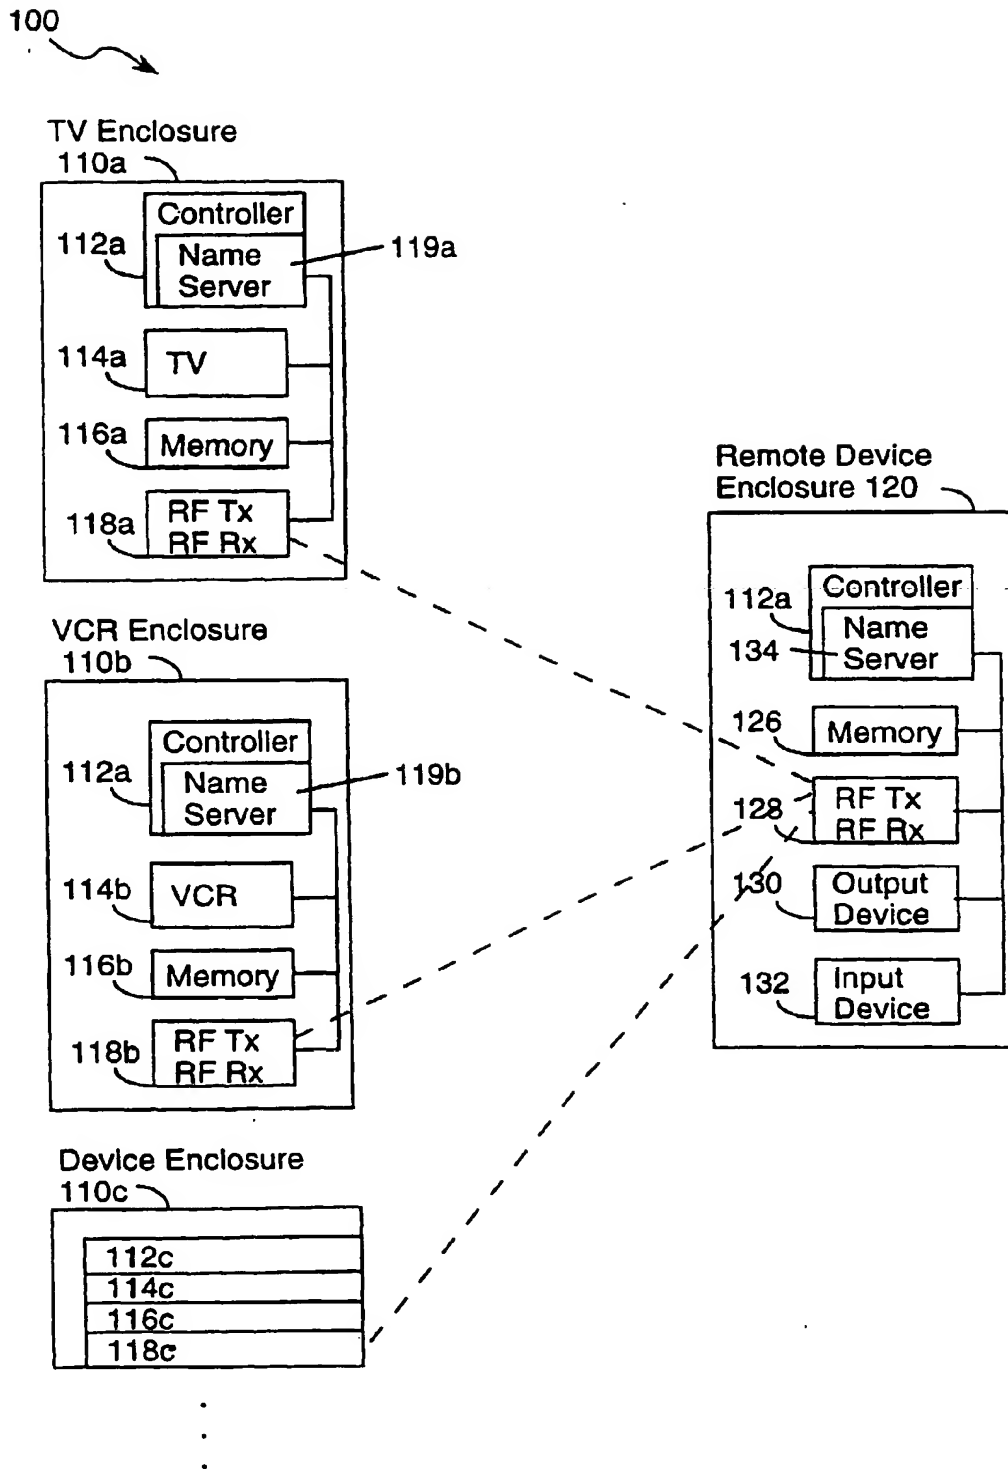 100
TV Enclosure
110a
Controller
112a
Name
Server
119a
114a
TV
116a
Memory
118a
RF Tx
RF Rx
VCR Enclosure
110b
Controller
112a
Name
Server
119b
114b
VCR
116b
Memory
118b
RF Tx
RF Rx
Device Enclosure
110c
112c
114c
116c
118c
Remote Device
Enclosure 120
Controller
112a
Name
134
Server
126
Memory
128
RF Tx
RF Rx
130
Output
Device
132
Input
Device